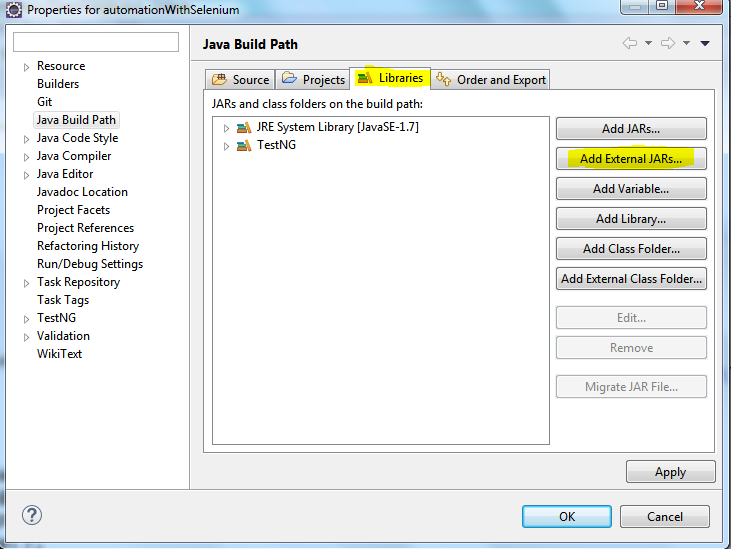 Properties for automationWithSelenium
Resource
Builders
Git
Java Build Path
Java Code Style
Java Compiler
Java Editor
Javadoc Location
Project Facets
Project References
Refactoring History
Run/Debug Settings
Task Repository
Task Tags
TestNG
Validation
WikiText
Java Build Path
Source Projects Libraries Order and Export
JARs and class folders on the build path:
JRE System Library [JavaSE-1.7]
TestNG
Add JARs...
Add External JARs...
Add Variable...
Add Library...
Add Class Folder...
Add External Class Folder...
Edit...
Remove
Migrate JAR File...
Apply
OK Cancel